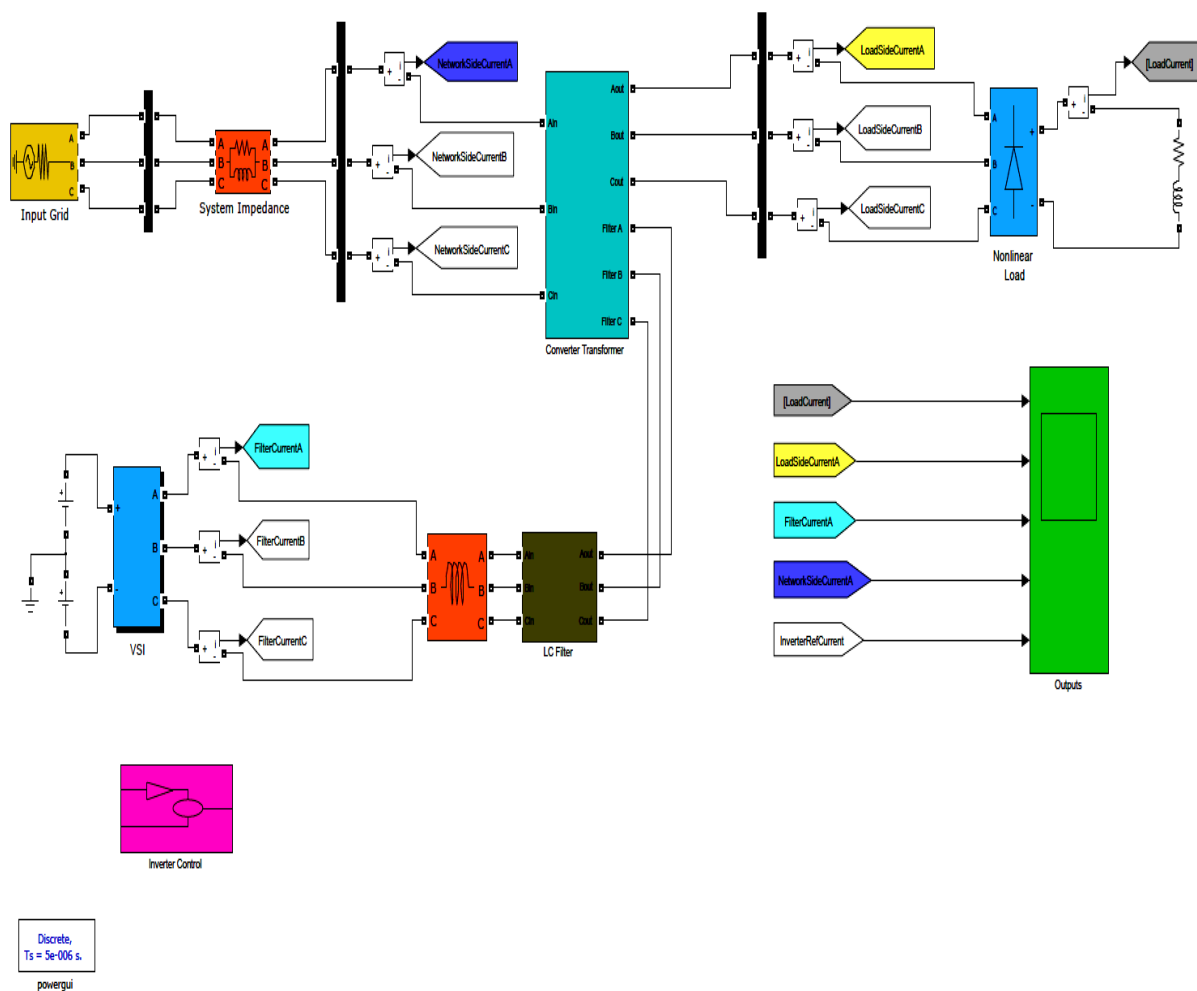 A
B
C
Input Grid
A
B
C
A
B
C
System Impedance
+
-
i
NetworkSideCurrentA
+
-
i
NetworkSideCurrentB
+
-
i
NetworkSideCurrentC
Ain
Bin
Cin
Aout
Bout
Cout
Filter A
Filter B
Filter C
Converter Transformer
+
-
i
LoadSideCurrentA
+
-
i
LoadSideCurrentB
+
-
i
LoadSideCurrentC
A
B
C
+
-
Nonlinear
Load
+
-
i
[LoadCurrent]
+
+
+
-
A
B
C
VSI
+
-
i
FilterCurrentA
+
-
i
FilterCurrentB
+
-
i
FilterCurrentC
A
B
C
A
B
C
Ain
Bin
Cin
Aout
Bout
Cout
LC Filter
[LoadCurrent]
LoadSideCurrentA
FilterCurrentA
NetworkSideCurrentA
InverterRefCurrent
Outputs
Inverter Control
Discrete,
Ts = 5e-006 s.
powergui